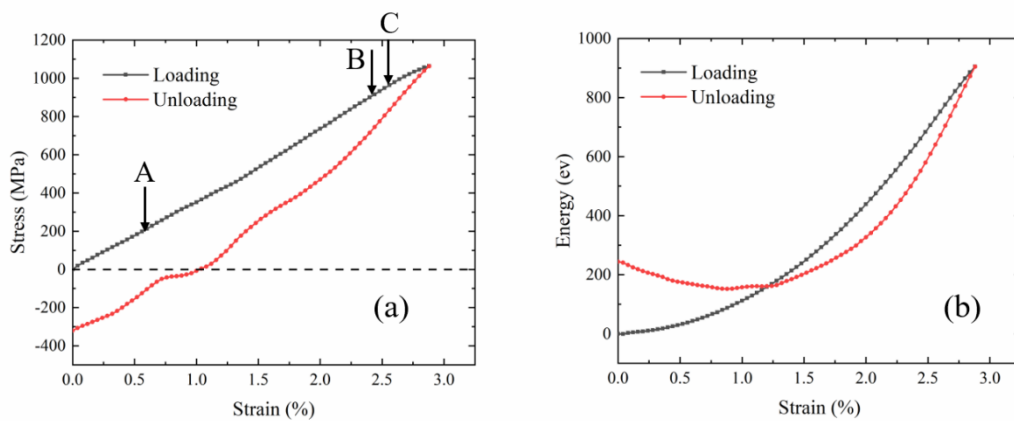 1200
1000
800
600
400
200
0
-200
-400
Stress (MPa)
Loading
Unloading
A
B
C
(a)
0.0 0.5 1.0 1.5 2.0 2.5 3.0
Strain (%)
1000
800
600
400
200
0
Energy (ev)
Loading
Unloading
(b)
0.0 0.5 1.0 1.5 2.0 2.5 3.0
Strain (%)